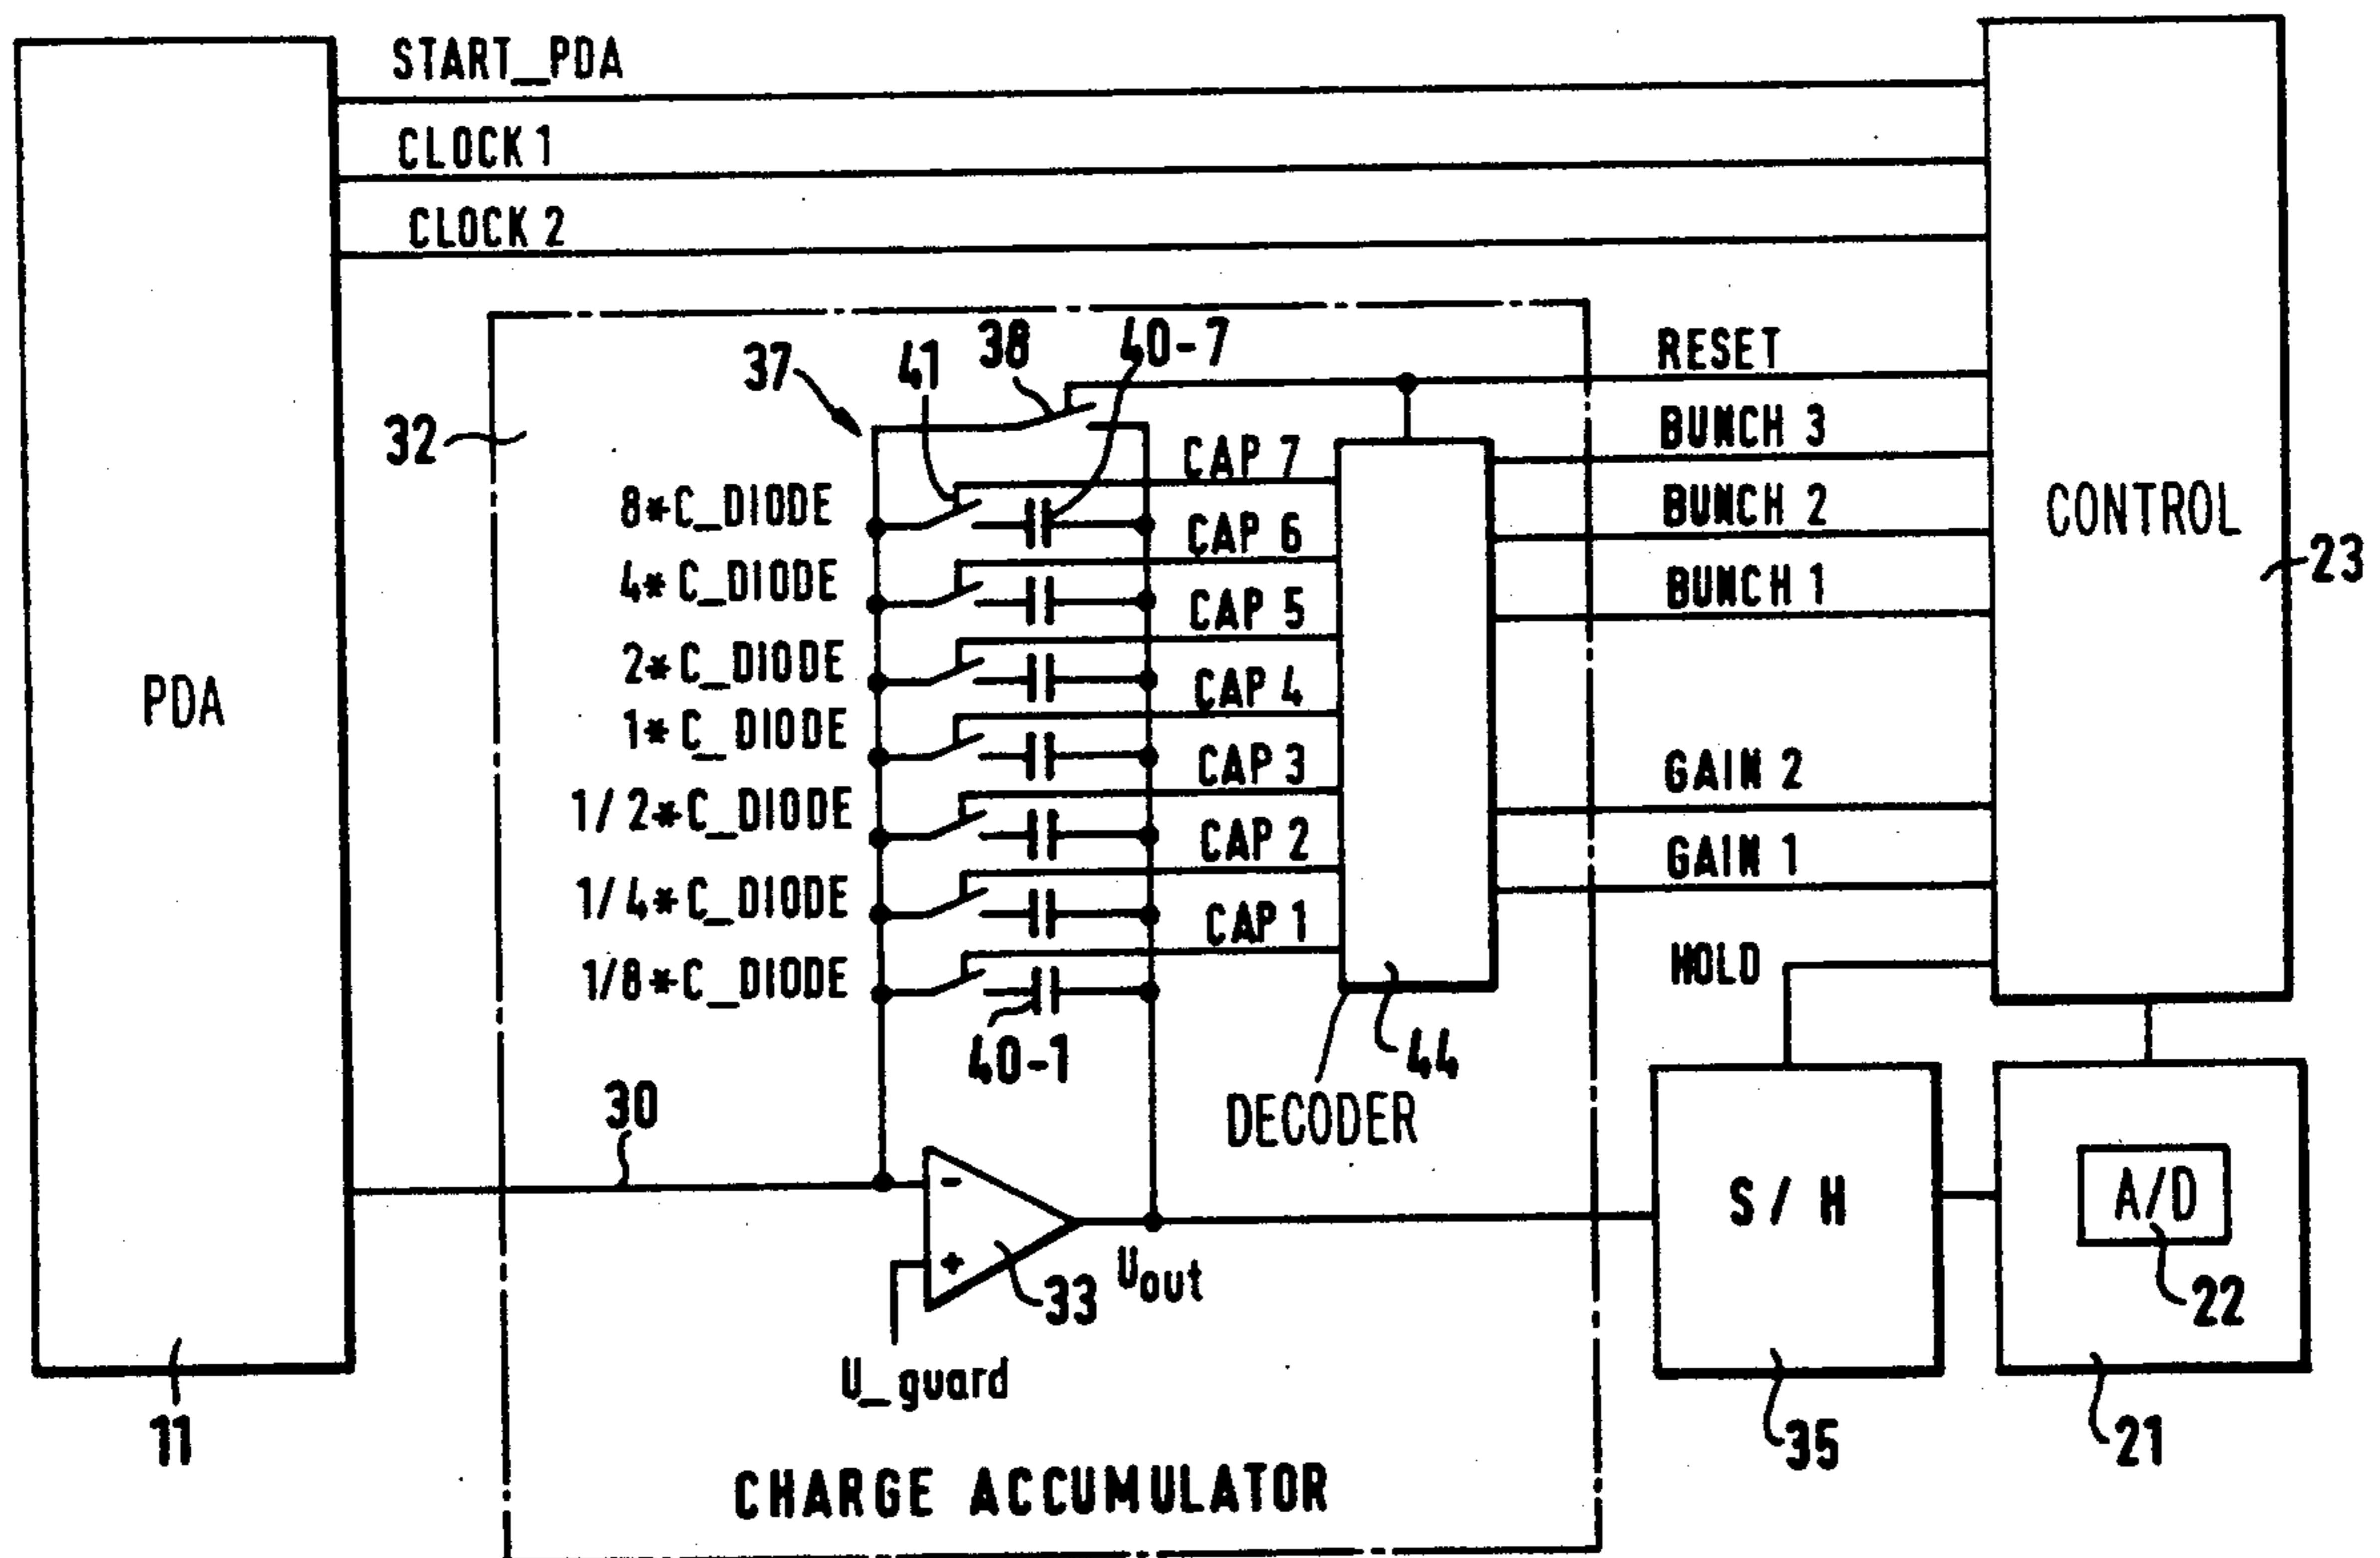 START_PDA
CLOCK 1
CLOCK 2
PDA
11
32
37
41
38
40-7
RESET
BUNCH 3
BUNCH 2
BUNCH 1
GAIN 2
GAIN 1
HOLD
CONTROL
23
8*C_DIODE
CAP 7
4*C_DIODE
CAP 6
2*C_DIODE
CAP 5
1*C_DIODE
CAP 4
1/2*C_DIODE
CAP 3
1/4*C_DIODE
CAP 2
1/8*C_DIODE
CAP 1
40-1
44
DECODER
30
-
+
33
Uout
U_guard
S/H
35
A/D
22
21
CHARGE ACCUMULATOR